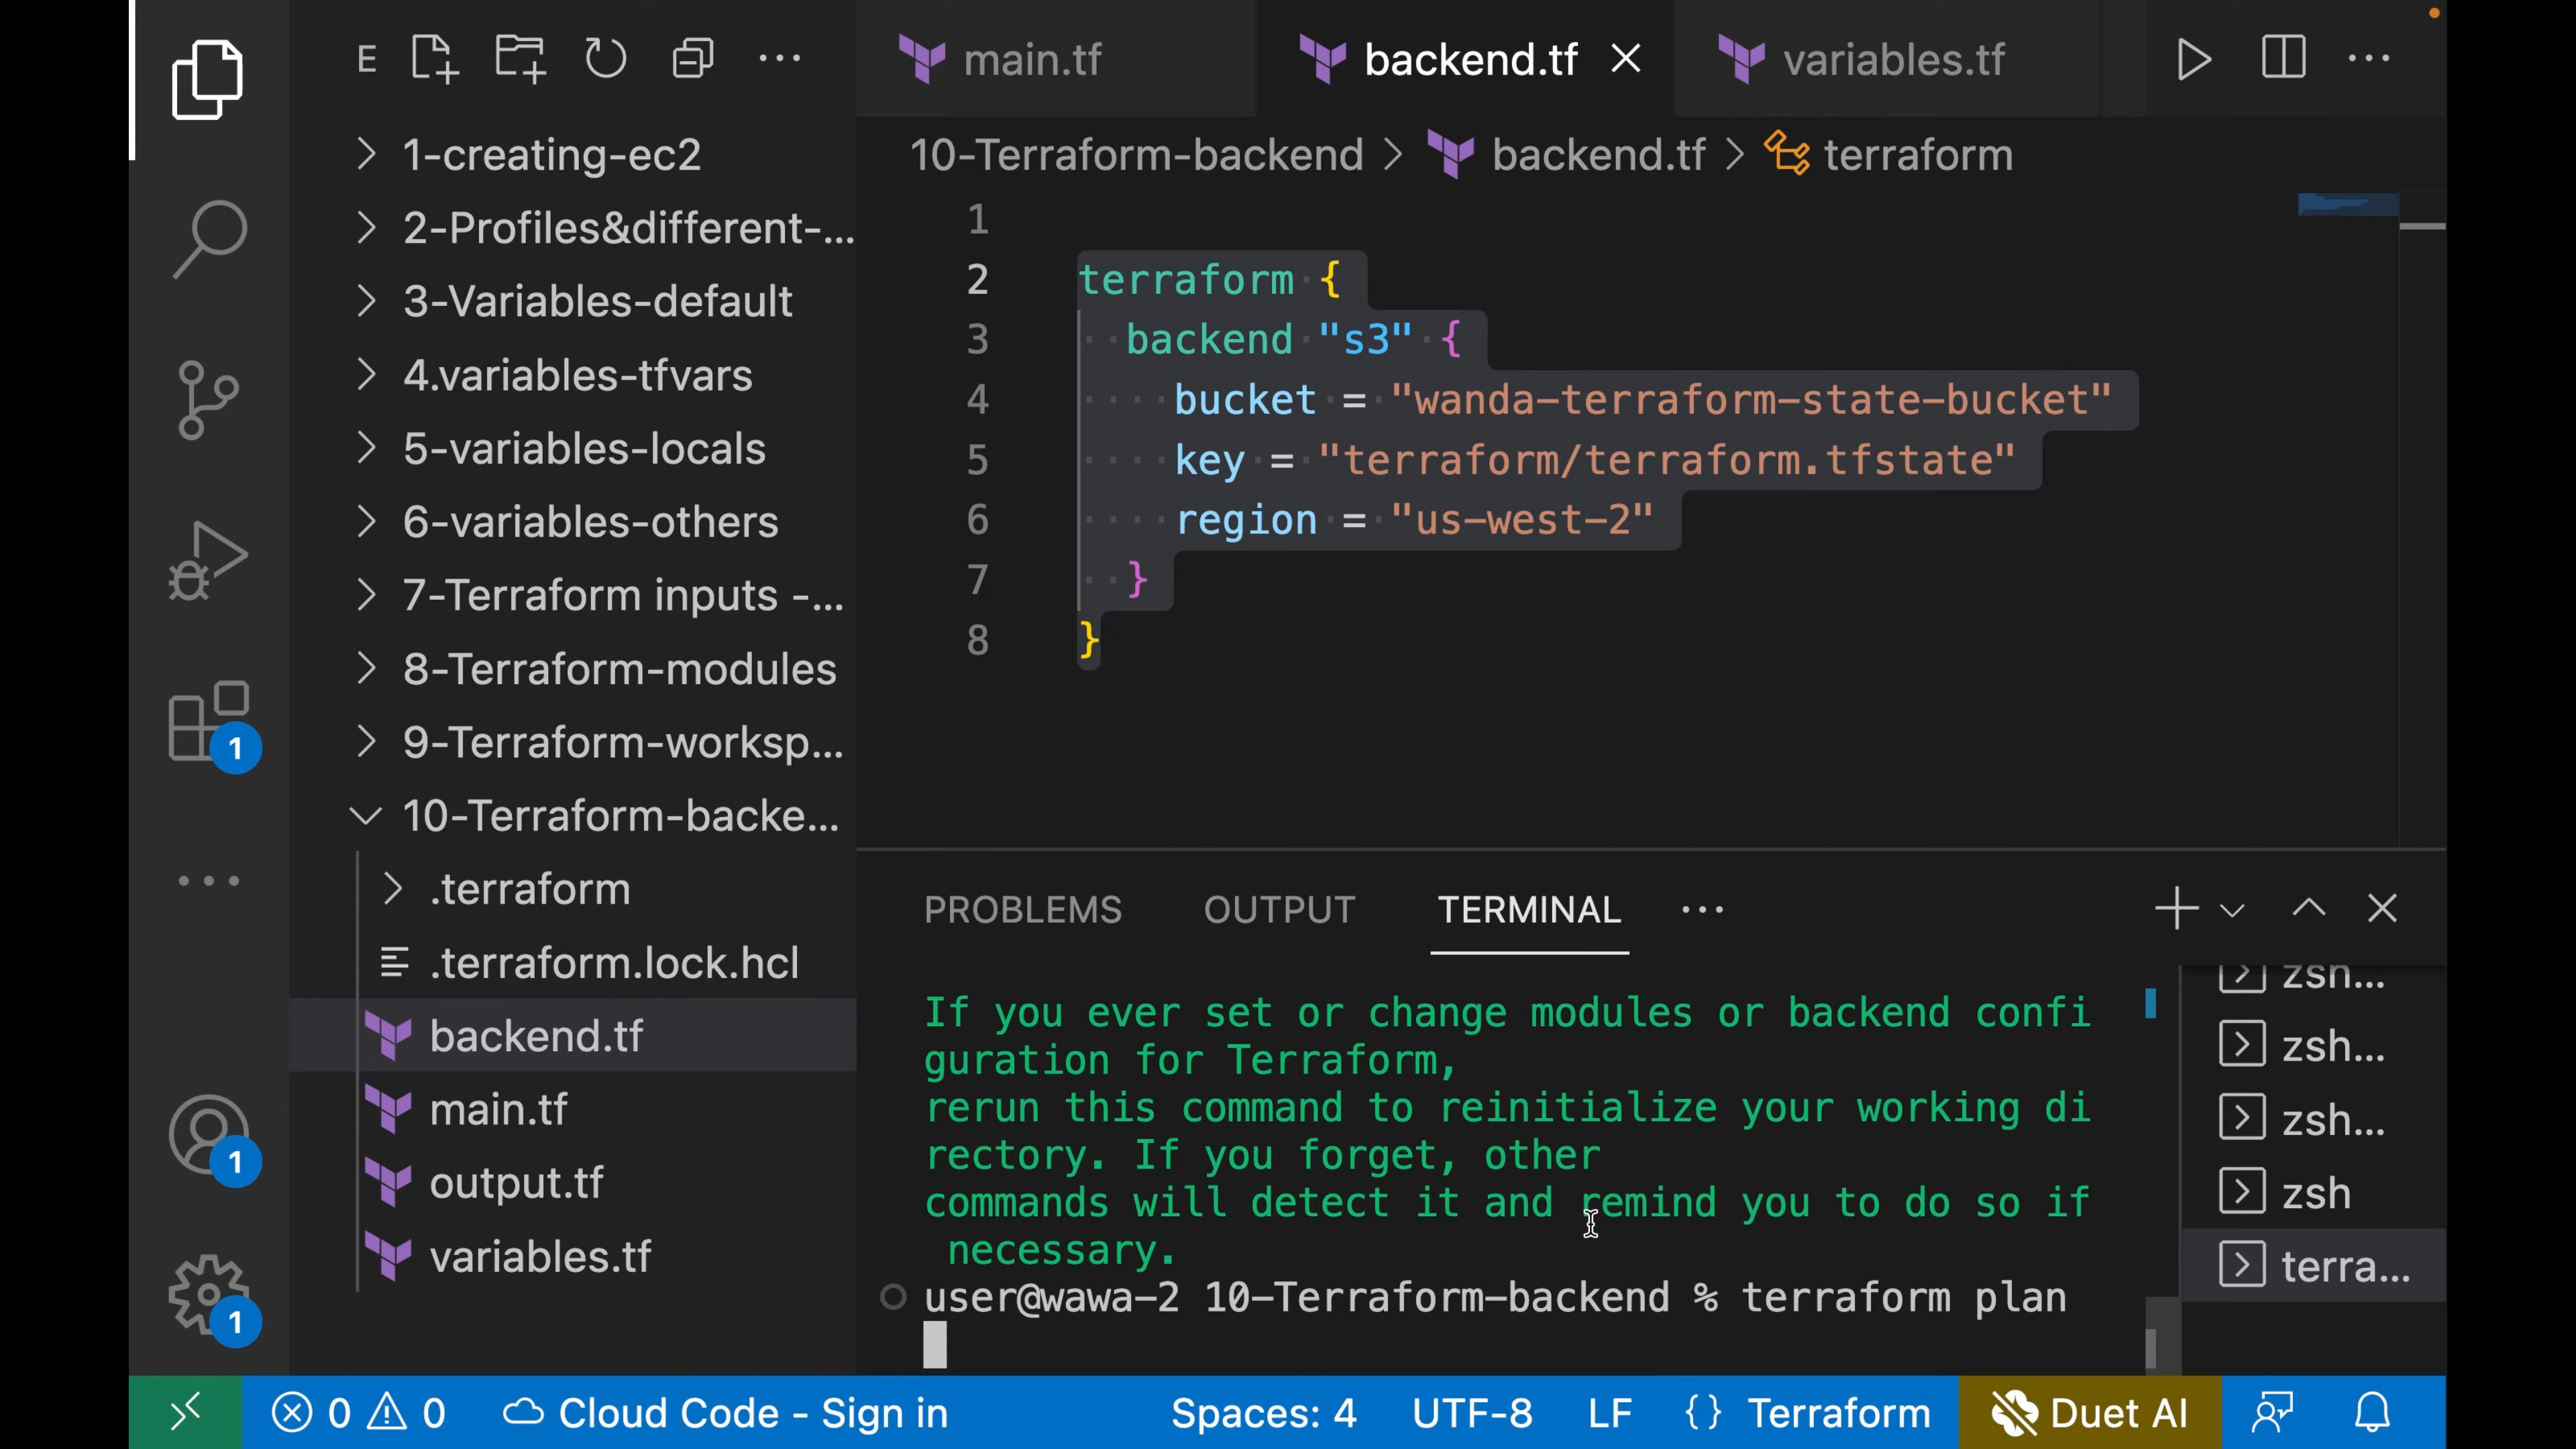 E
main.tf
backend.tf
variables.tf
1-creating-ec2
2-Profiles&different-...
3-Variables-default
4.variables-tfvars
5-variables-locals
6-variables-others
7-Terraform inputs -...
8-Terraform-modules
9-Terraform-worksp...
10-Terraform-backe...
.terraform
.terraform.lock.hcl
backend.tf
main.tf
output.tf
variables.tf
1
1
1
10-Terraform-backend > backend.tf > terraform
1
2 terraform {
3 backend "s3" {
4 bucket = "wanda-terraform-state-bucket"
5 key = "terraform/terraform.tfstate"
6 region = "us-west-2"
7 }
8 }
PROBLEMS OUTPUT TERMINAL ...
If you ever set or change modules or backend confi
guration for Terraform,
rerun this command to reinitialize your working di
rectory. If you forget, other
commands will detect it and remind you to do so if
necessary.
user@wawa-2 10-Terraform-backend % terraform plan
zsh...
zsh...
zsh...
zsh
terra...
0 0 Cloud Code - Sign in Spaces: 4 UTF-8 LF {} Terraform Duet AI